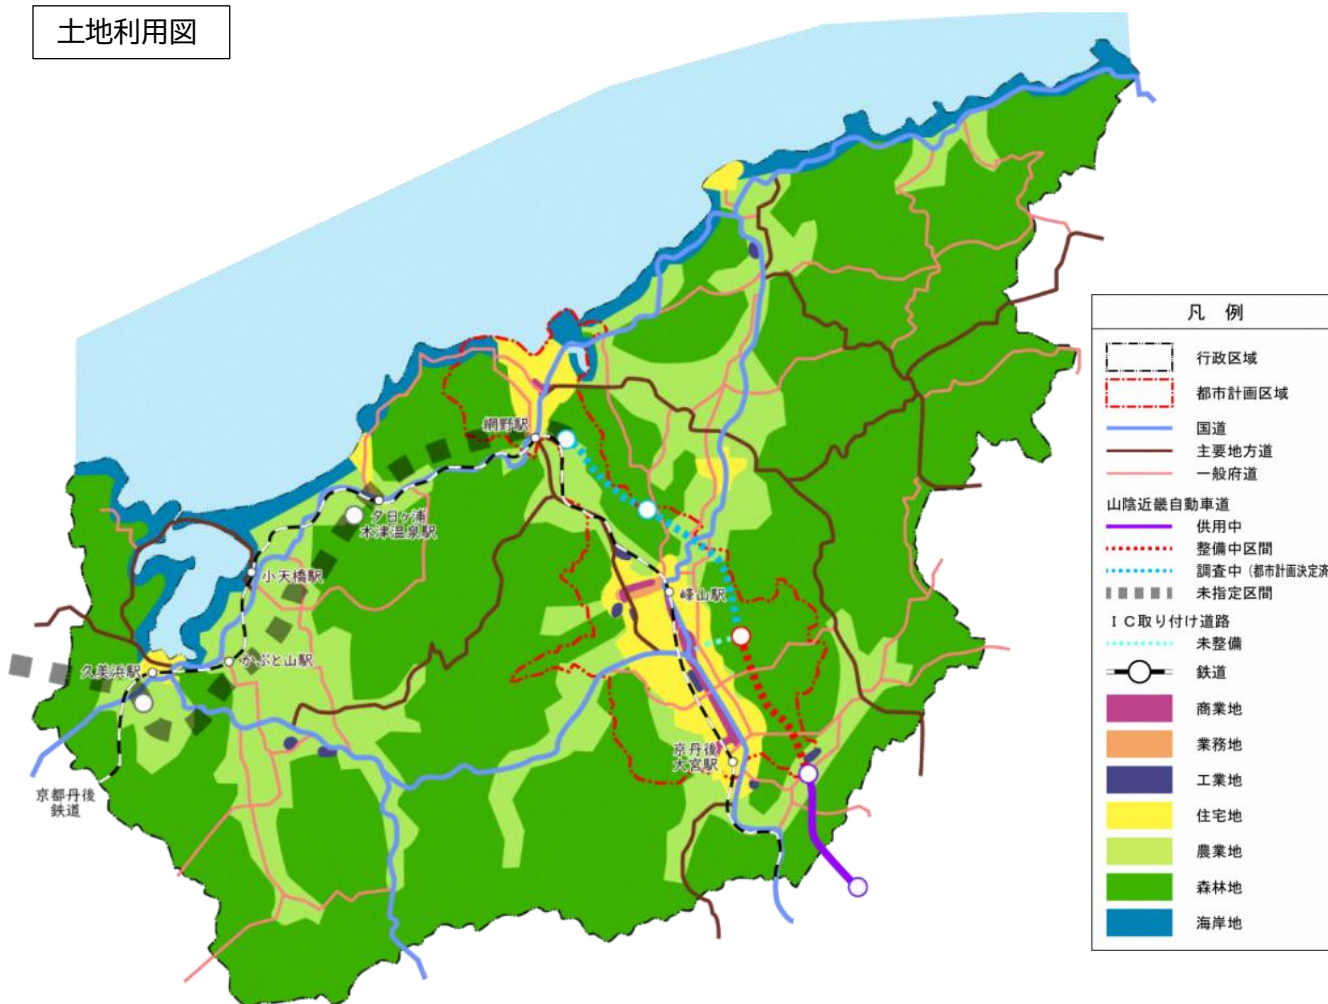 土地利用図
網野駅
夕日ヶ浦
木津温泉駅
小天橋駅
峰山駅
かぶと山駅
久美浜駅
京丹後
大宮駅
京都丹後
鉄道
凡 例
行政区域
都市計画区域
国道
主要地方道
一般府道
山陰近畿自動車道
供用中
整備中区間
調査中（都市計画決定済
未指定区間
ＩＣ取り付け道路
未整備
鉄道
商業地
業務地
工業地
住宅地
農業地
森林地
海岸地